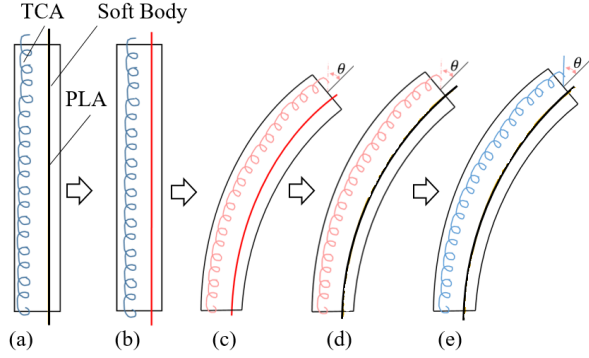 TCA Soft Body
PLA
θ θ θ
(a) (b) (c) (d) (e)